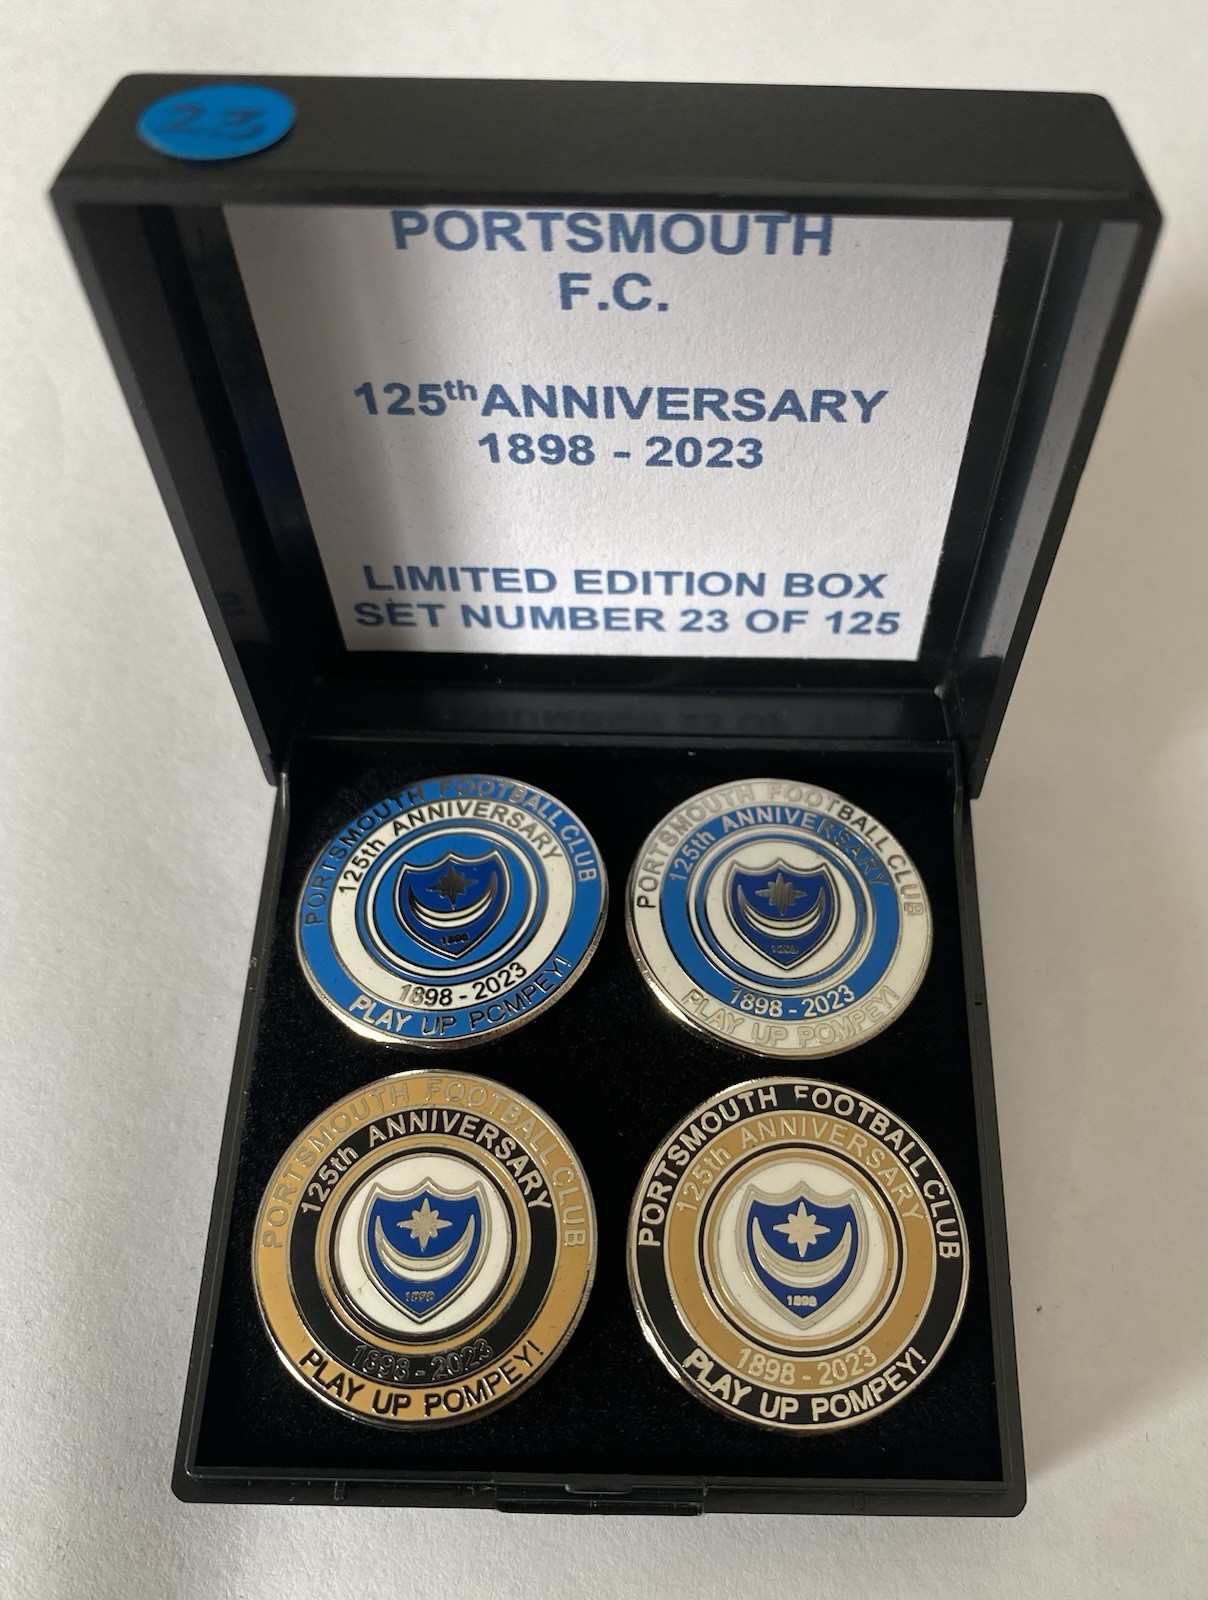 23
PORTSMOUTH
F.C.
125th ANNIVERSARY
1898 - 2023
LIMITED EDITION BOX
SET NUMBER 23 OF 125
PORTSMOUTH FOOTBALL CLUB
125th ANNIVERSARY
1898
1898 - 2023
PLAY UP POMPEY!
PORTSMOUTH FOOTBALL CLUB
125th ANNIVERSARY
1898
1898 - 2023
PLAY UP POMPEY!
PORTSMOUTH FOOTBALL CLUB
125th ANNIVERSARY
1898
1898 - 2023
PLAY UP POMPEY!
PORTSMOUTH FOOTBALL CLUB
125th ANNIVERSARY
1898
1898 - 2023
PLAY UP POMPEY!